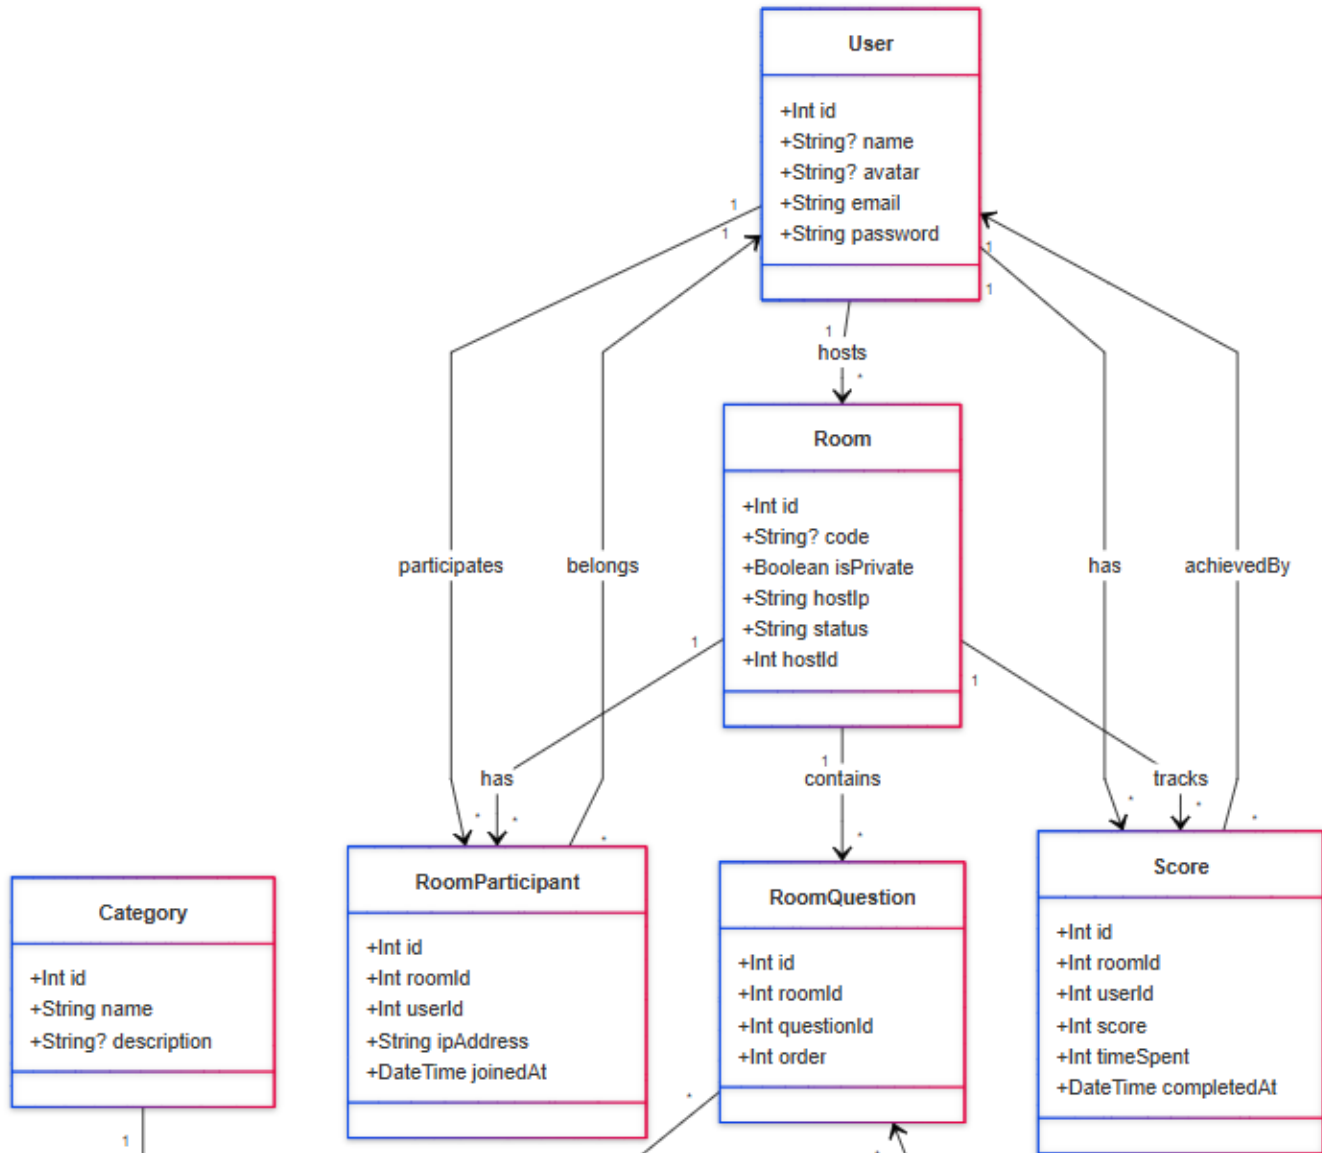 User
+Int id
+String? name
+String? avatar
+String email
+String password
1
1
1
1
1
hosts
*
Room
+Int id
+String? code
+Boolean isPrivate
+String hostIp
+String status
+Int hostId
participates
belongs
has
achievedBy
1
1
1
has
contains
tracks
*
*
*
*
*
*
*
RoomParticipant
+Int id
+Int roomId
+Int userId
+String ipAddress
+DateTime joinedAt
RoomQuestion
+Int id
+Int roomId
+Int questionId
+Int order
Score
+Int id
+Int roomId
+Int userId
+Int score
+Int timeSpent
+DateTime completedAt
Category
+Int id
+String name
+String? description
1
*